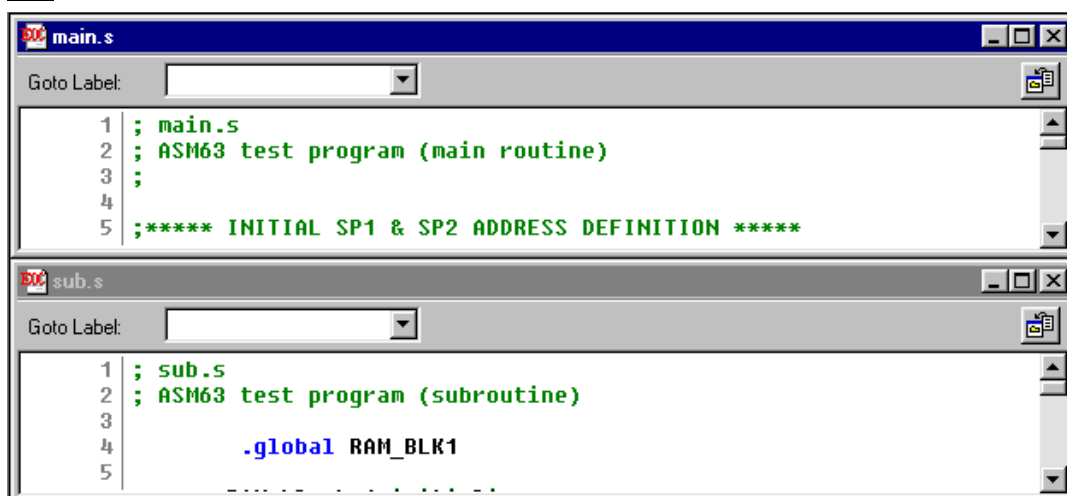 main.s
Goto Label:
1 ; main.s
2 ; ASM63 test program (main routine)
3 ;
4
5 ;***** INITIAL SP1 & SP2 ADDRESS DEFINITION *****
sub.s
Goto Label:
1 ; sub.s
2 ; ASM63 test program (subroutine)
3
4 .global RAM_BLK1
5